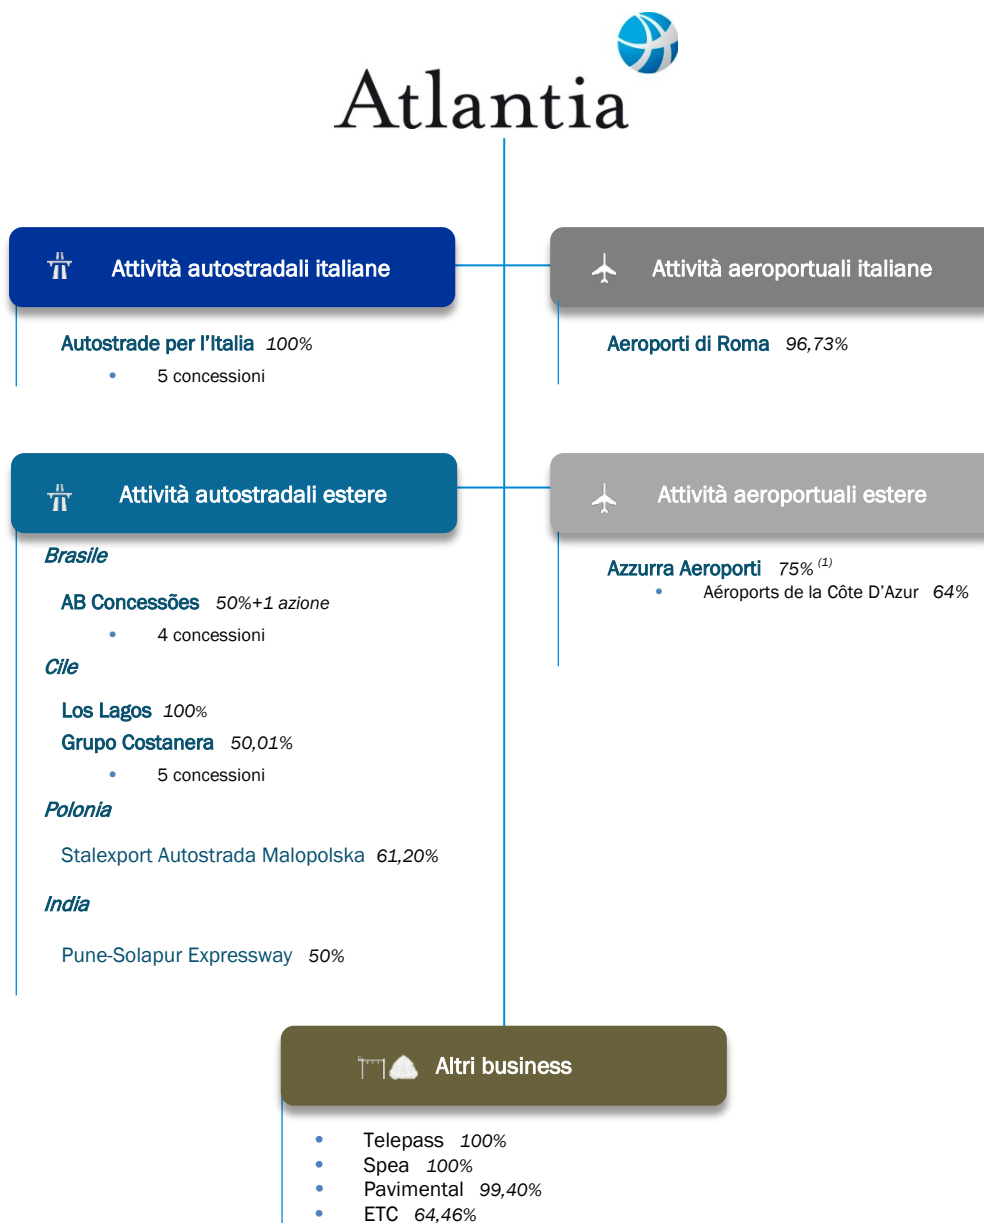 Atlantia
Attività autostradali italiane
Autostrade per l'Italia 100%
• 5 concessioni
Attività aeroportuali italiane
Aeroporti di Roma 96,73%
Attività autostradali estere
Brasile
AB Concessões 50%+1 azione
• 4 concessioni
Cile
Los Lagos 100%
Grupo Costanera 50,01%
• 5 concessioni
Polonia
Stalexport Autostrada Malopolska 61,20%
India
Pune-Solapur Expressway 50%
Attività aeroportuali estere
Azzurra Aeroporti 75% (1)
• Aéroports de la Côte D'Azur 64%
Altri business
• Telepass 100%
• Spea 100%
• Pavimental 99,40%
• ETC 64,46%